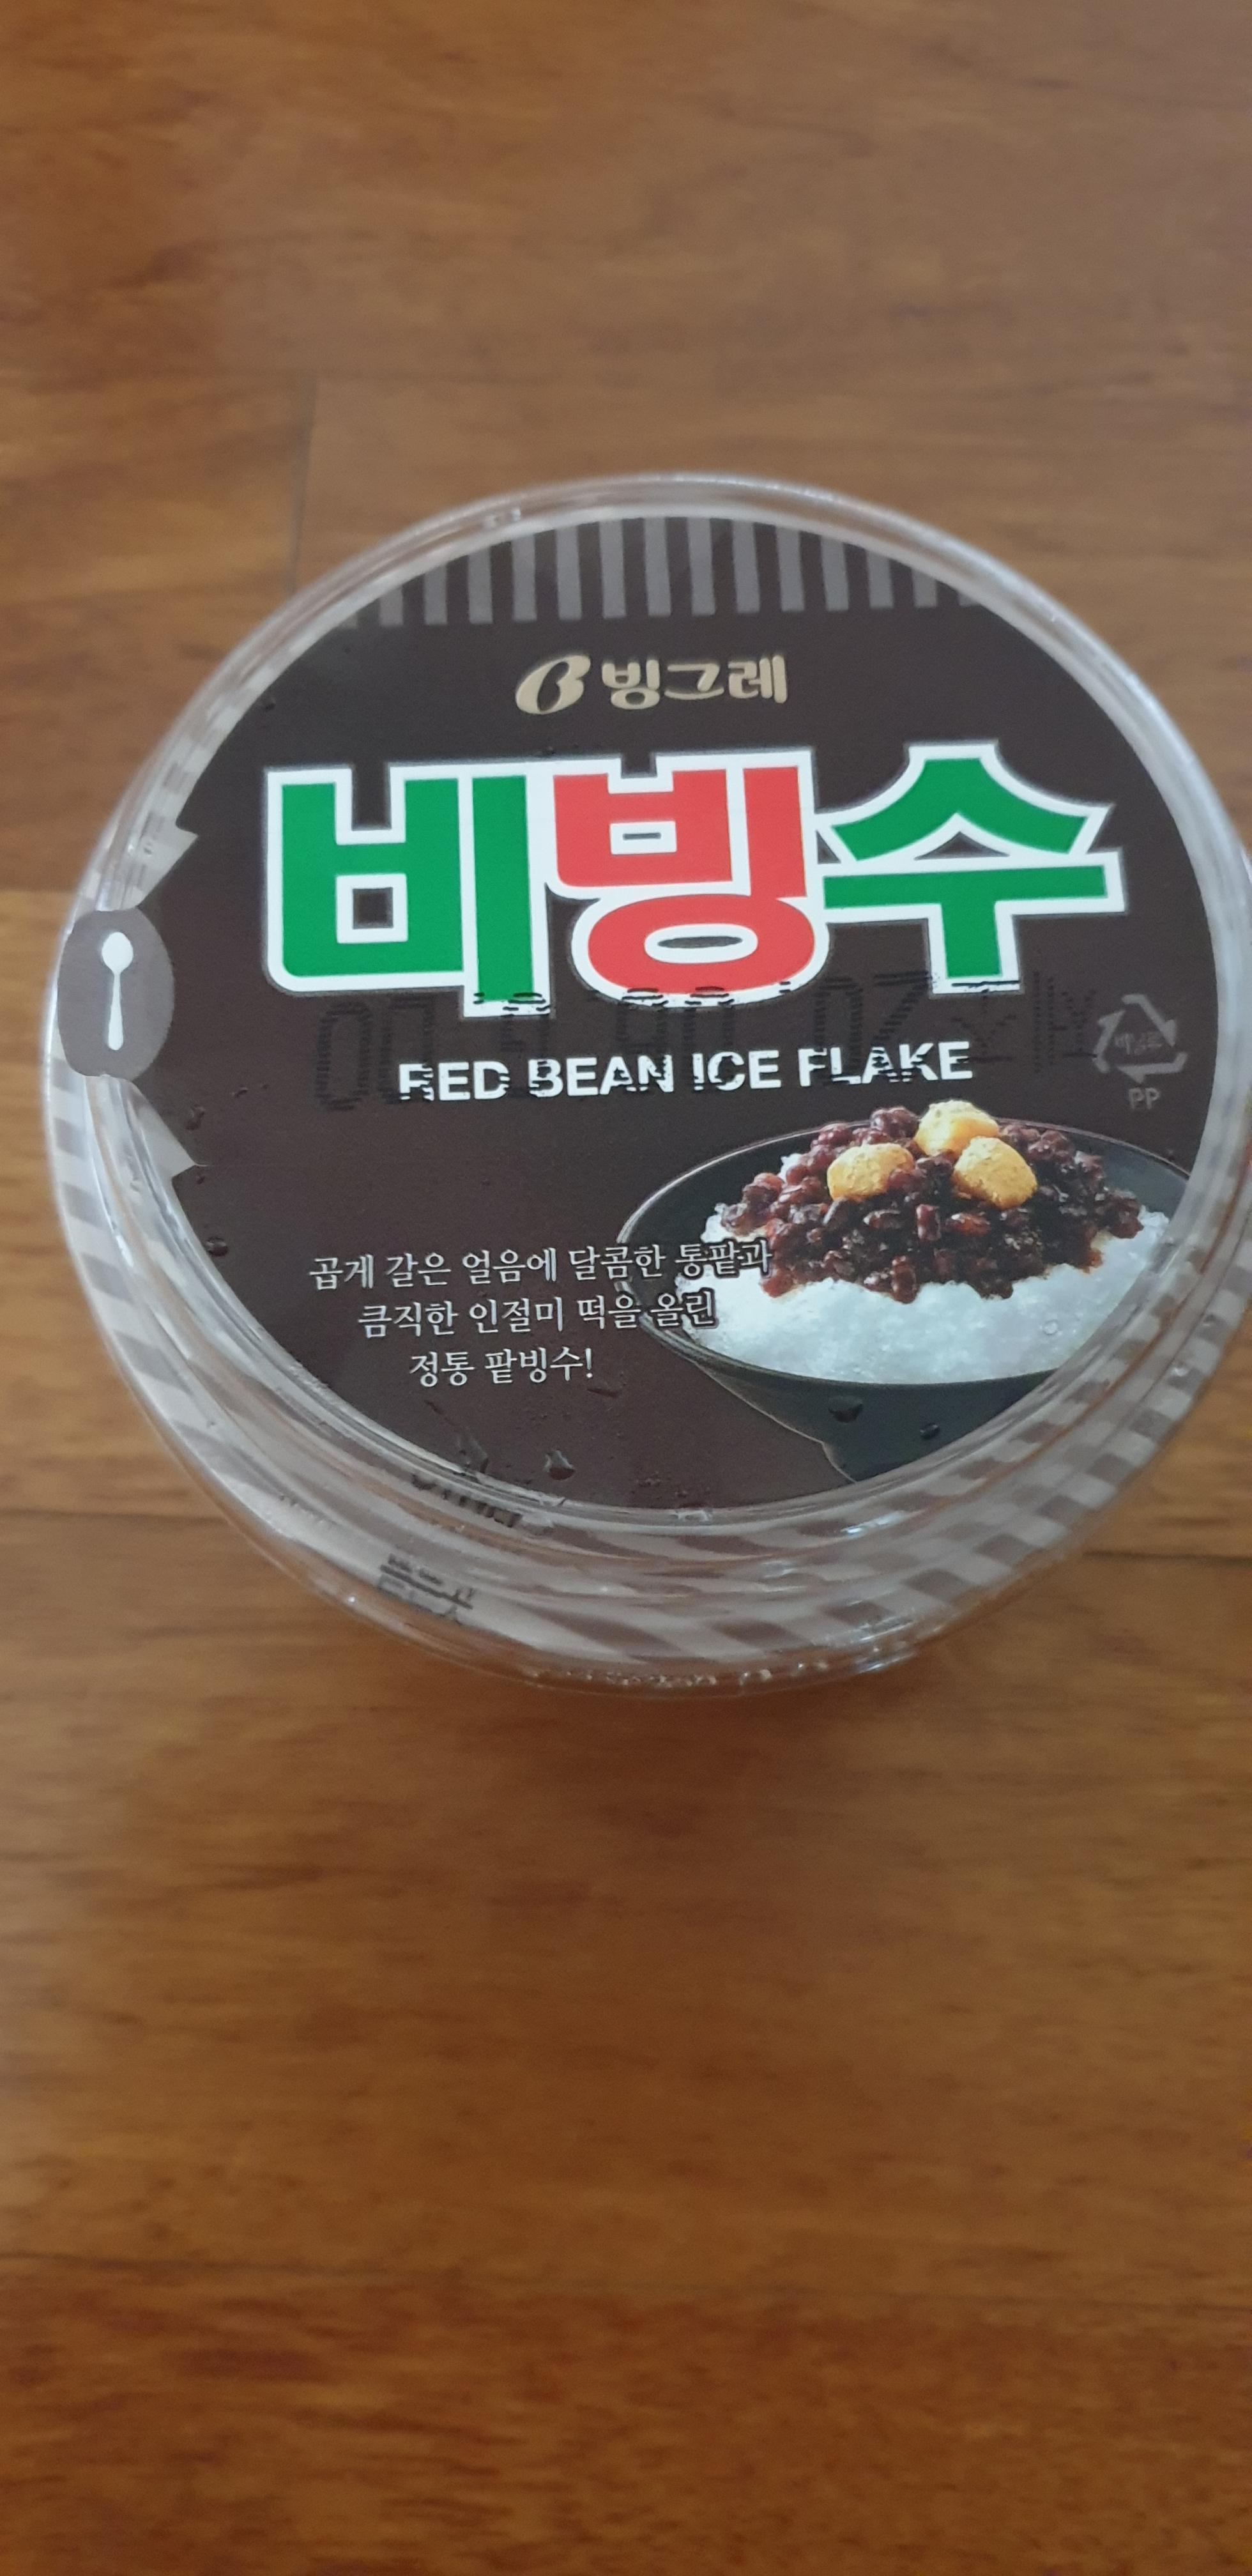 빙그레
비빙수
RED BEAN ICE FLAKE
PP
곱게 갈은 얼음에 달콤한 통팥과
큼직한 인절미 떡을 올린
정통 팥빙수!